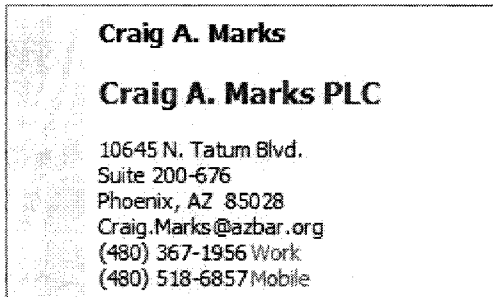 Craig A. Marks
Craig A. Marks PLC
10645 N. Tatum Blvd.
Suite 200-676
Phoenix, AZ 85028
Craig.Marks@azbar.org
(480) 367-1956 Work
(480) 518-6857 Mobile